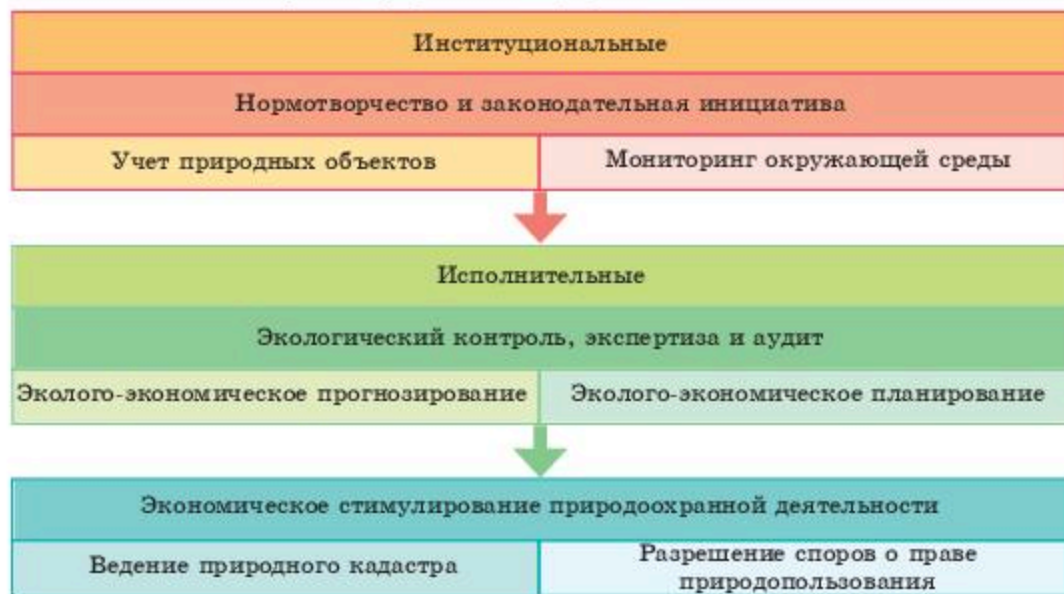 Институциональные
Нормотворчество и законодательная инициатива
Учет природных объектов
Мониторинг окружающей среды
Исполнительные
Экологический контроль, экспертиза и аудит
Эколого-экономическое прогнозирование
Эколого-экономическое планирование
Экономическое стимулирование природоохранной деятельности
Ведение природного кадастра
Разрешение споров о праве
природопользования